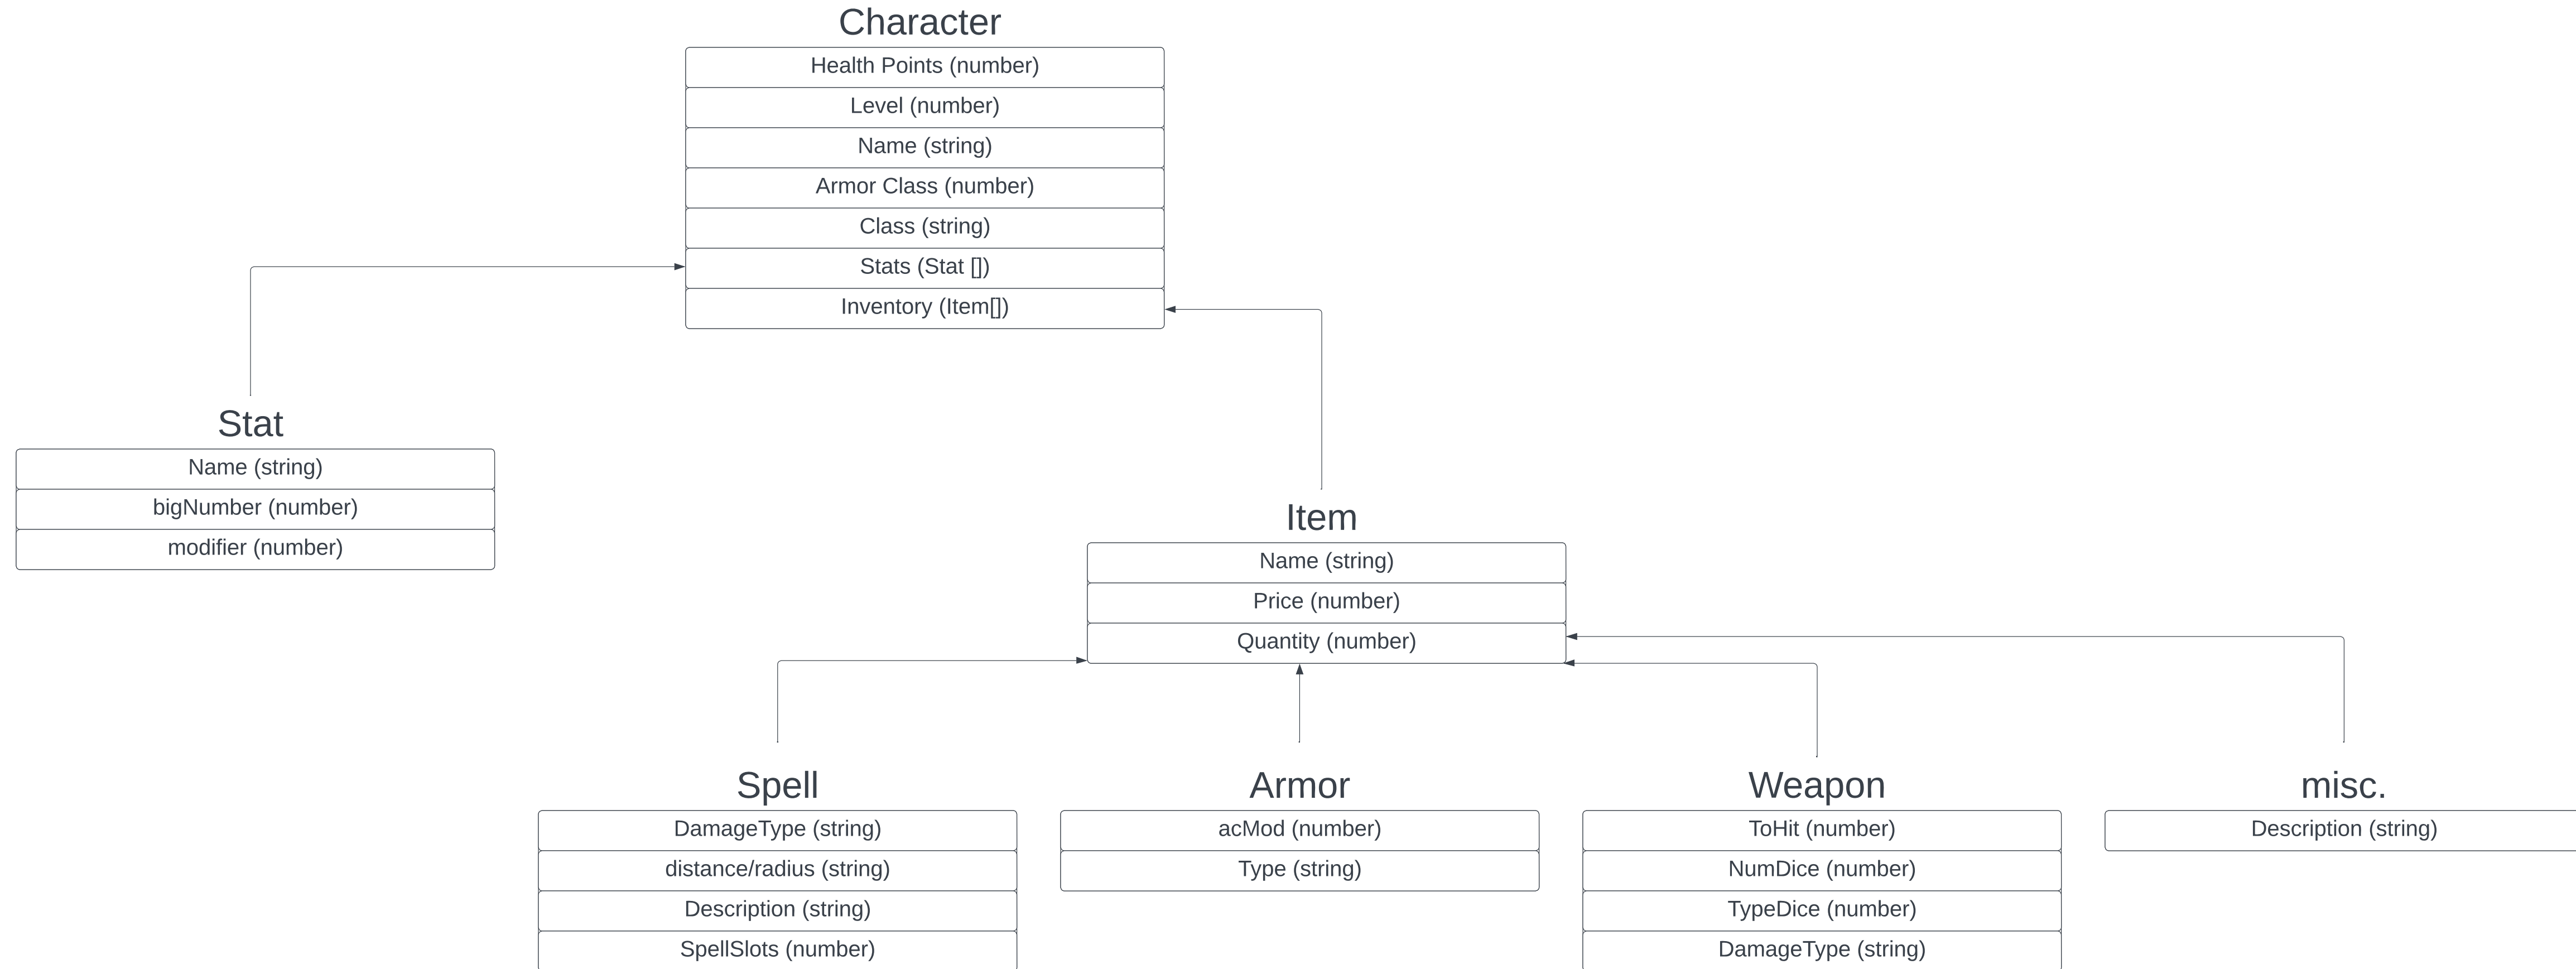 Character
Health Points (number)
Level (number)
Name (string)
Armor Class (number)
Class (string)
Stats (Stat [])
Inventory (Item[])
Stat
Name (string)
bigNumber (number)
modifier (number)
Item
Name (string)
Price (number)
Quantity (number)
Spell
DamageType (string)
distance/radius (string)
Description (string)
SpellSlots (number)
Armor
acMod (number)
Type (string)
Weapon
ToHit (number)
NumDice (number)
TypeDice (number)
DamageType (string)
misc.
Description (string)